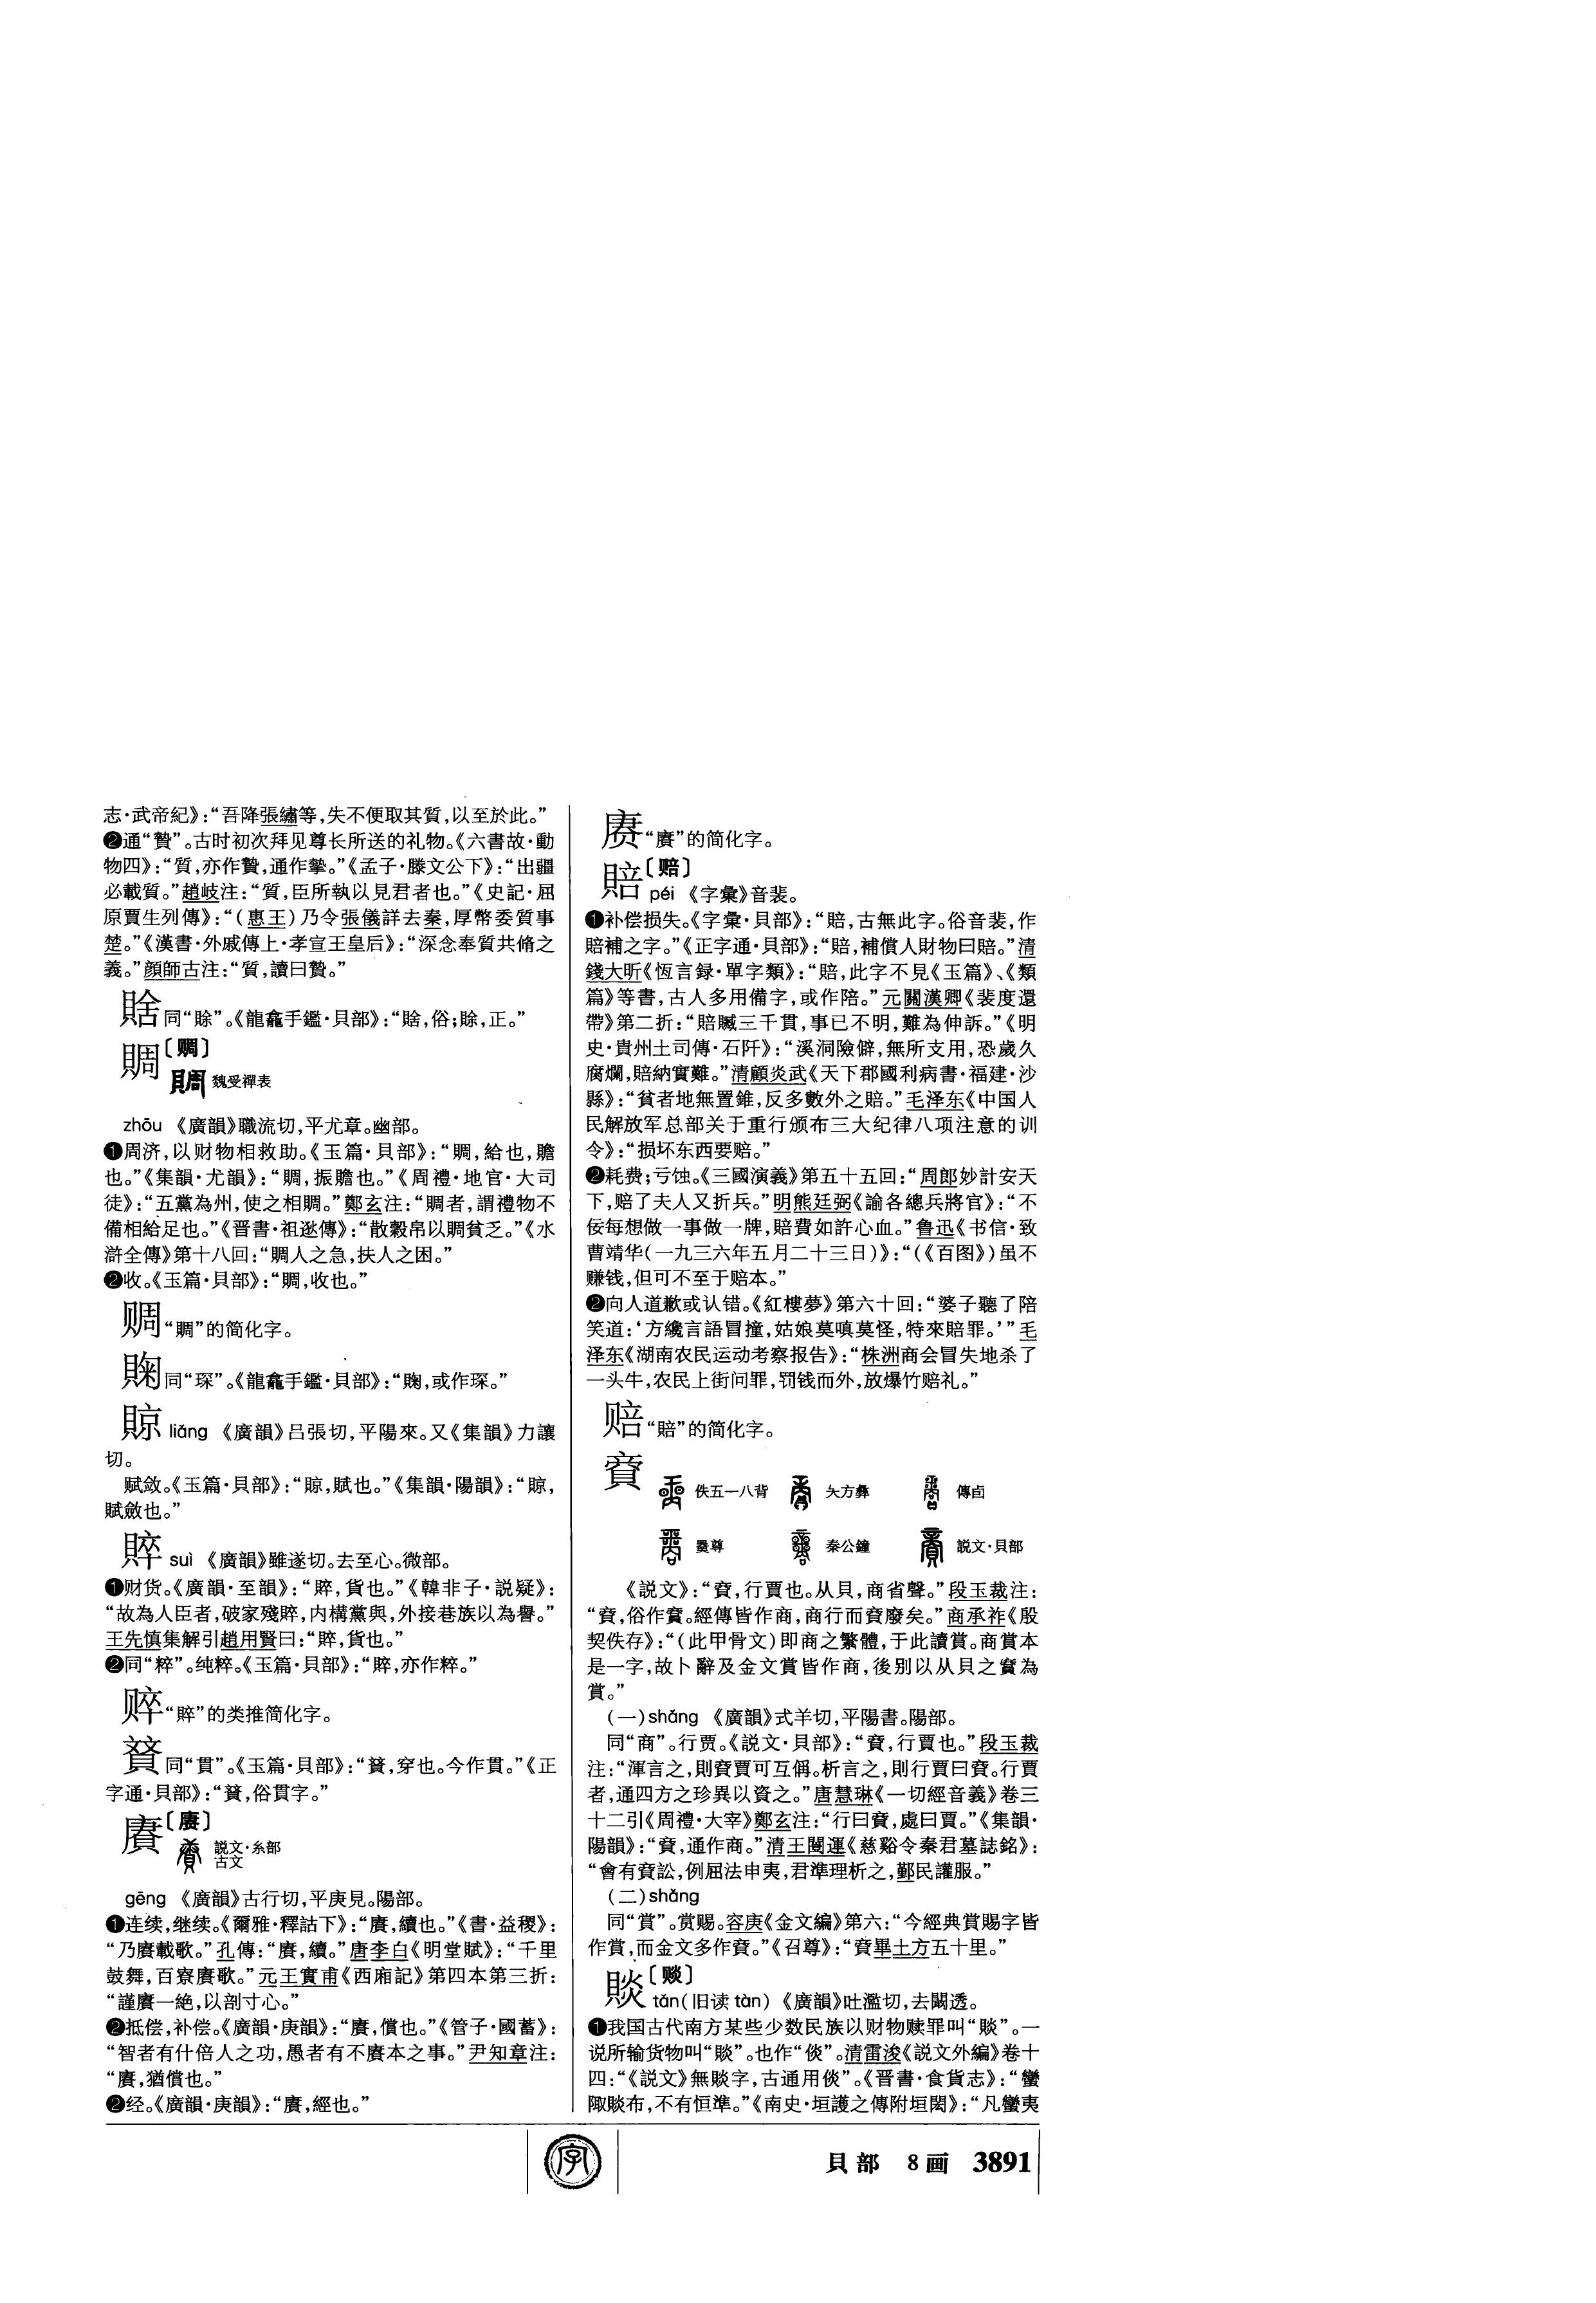 志·武帝紀》：“吾降張繡等，失不便取其質，以至於此。”
❷通“贄”。古时初次拜见尊长所送的礼物。《六書故·動
物四》：“質，亦作贄，通作摯。”《孟子·滕文公下》：“出疆
必載質。”趙岐注：“質，臣所執以見君者也。”《史記·屈
原賈生列傳》：“（惠王）乃令張儀詳去秦，厚幣委質事
楚。”《漢書·外戚傳上·孝宣王皇后》：“深念奉質共脩之
義。”顔師古注：“質，讀曰贄。”
同“賖”。《龍龕手鑑·貝部》：“俗；賖，正。”
賙〔赒〕
賙 魏受禪表
zhōu 《廣韻》職流切，平尤章。幽部。
❶周济，以财物相救助。《玉篇·貝部》：“賙，給也，贍
也。”《集韻·尤韻》：“賙，振贍也。”《周禮·地官·大司
徒》：“五黨為州，使之相賙。”鄭玄注：“賙者，謂禮物不
備相給足也。”《晋書·祖逖傳》：“散穀帛以賙貧乏。”《水
滸全傳》第十八回：“賙人之急，扶人之困。”
❷收。《玉篇·貝部》：“賙，收也。”
赒“賙”的简化字。
同“琛”。《龍龕手鑑·貝部》：“或作琛。”
賝 liàng 《廣韻》吕張切，平陽來。又《集韻》力讓
切。
赋敛。《玉篇·貝部》：“䝶，賦也。”《集韻·陽韻》：“䝶，
賦斂也。”
賥 suì 《廣韻》雖遂切。去至心。微部。
❶财货。《廣韻·至韻》：“賥，貨也。”《韓非子·説疑》：
“故為人臣者，破家殘賥，内構黨與，外接巷族以為譽。”
王先慎集解引趙用賢曰：“賥，貨也。”
❷同“粹”。纯粹。《玉篇·貝部》：“賥，亦作粹。”
“賥”的类推简化字。
同“貫”。《玉篇·貝部》：“穿也。今作貫。”《正
字通·貝部》：“俗貫字。”
賡〔赓〕
説文·糸部
古文
gēng 《廣韻》古行切，平庚見。陽部。
❶连续，继续。《爾雅·釋詁下》：“賡，續也。”《書·益稷》：
“乃賡載歌。”孔傳：“賡，續。”唐李白《明堂賦》：“千里
鼓舞，百寮賡歌。”元王實甫《西廂記》第四本第三折：
“謹賡一絶，以剖寸心。”
❷抵偿，补偿。《廣韻·庚韻》：“賡，償也。”《管子·國蓄》：
“智者有什倍人之功，愚者有不賡本之事。”尹知章注：
“賡，猶償也。”
❷经。《廣韻·庚韻》：“賡，經也。”
赓“賡”的简化字。
賠〔赔〕
péi 《字彙》音裴。
❶补偿损失。《字彙·貝部》：“賠，古無此字。俗音裴，作
賠補之字。”《正字通·貝部》：“賠，補償人財物曰賠。”清
錢大昕《恆言録·單字類》：“賠，此字不見《玉篇》、《類
篇》等書，古人多用備字，或作陪。”元關漢卿《裴度還
帶》第二折：“賠贓三千貫，事已不明，難為伸訴。”《明
史·貴州土司傳·石阡》：“溪洞險僻，無所支用，恐歲久
腐爛，賠納實難。”清顧炎武《天下郡國利病書·福建·沙
縣》：“貧者地無置錐，反多數外之賠。”毛泽东《中国人
民解放军总部关于重行颁布三大纪律八项注意的训
令》：“损坏东西要赔。”
❷耗费；亏蚀。《三國演義》第五十五回：“周郎妙計安天
下，赔了夫人又折兵。”明熊廷弼《諭各總兵將官》：“不
佞每想做一事做一牌，賠費如許心血。”鲁迅《书信·致
曹靖华（一九三六年五月二十三日）》：“（《百图》）虽不
赚钱，但可不至于赔本。”
❷向人道歉或认错。《紅樓夢》第六十回：“婆子聽了陪
笑道：‘方纔言語冒撞，姑娘莫嗔莫怪，特來賠罪。’”毛
泽东《湖南农民运动考察报告》：“株洲商会冒失地杀了
一头牛，农民上街问罪，罚钱而外，放爆竹赔礼。”
赔“賠”的简化字。
賷 佚五一八背 矢方彝 傳卣
㠱尊 秦公鐘 説文·貝部
《説文》：“𧶜，行賈也。从貝，商省聲。”段玉裁注：
“𧶜，俗作𧷞。經傳皆作商，商行而𧶜廢矣。”商承祚《殷
契佚存》：“（此甲骨文）即商之繁體，于此讀賞。商賞本
是一字，故卜辭及金文賞皆作商，後别以从貝之𧶜為
賞。”
（一）shāng 《廣韻》式羊切，平陽書。陽部。
同“商”。行贾。《説文·貝部》：“𧶜，行賈也。”段玉裁
注：“渾言之，則𧶜賈可互偁。析言之，則行賈曰𧶜。行賈
者，通四方之珍異以資之。”唐慧琳《一切經音義》卷三
十二引《周禮·大宰》鄭玄注：“行曰𧶜，處曰賈。”《集韻·
陽韻》：“𧶜，通作商。”清王闓運《慈谿令秦君墓誌銘》：
“會有𧶜訟，例屈法申夷，君準理析之，鄞民讙服。”
（二）shǎng
同“賞”。赏赐。容庚《金文編》第六：“今經典賞賜字皆
作賞，而金文多作𧶜。”《召尊》：“𧶜畢土方五十里。”
賧〔赕〕
tǎn（旧读 tàn） 《廣韻》吐濫切，去闞透。
❶我国古代南方某些少数民族以财物赎罪叫“賧”。一
说所输货物叫“賧”。也作“倓”。清雷浚《説文外編》卷十
四：“《説文》無賧字，古通用倓”。《晋書·食貨志》：“蠻
陬賧布，不有恒準。”《南史·垣護之傳附垣閎》：“凡蠻夷
字
貝部 8画 3891